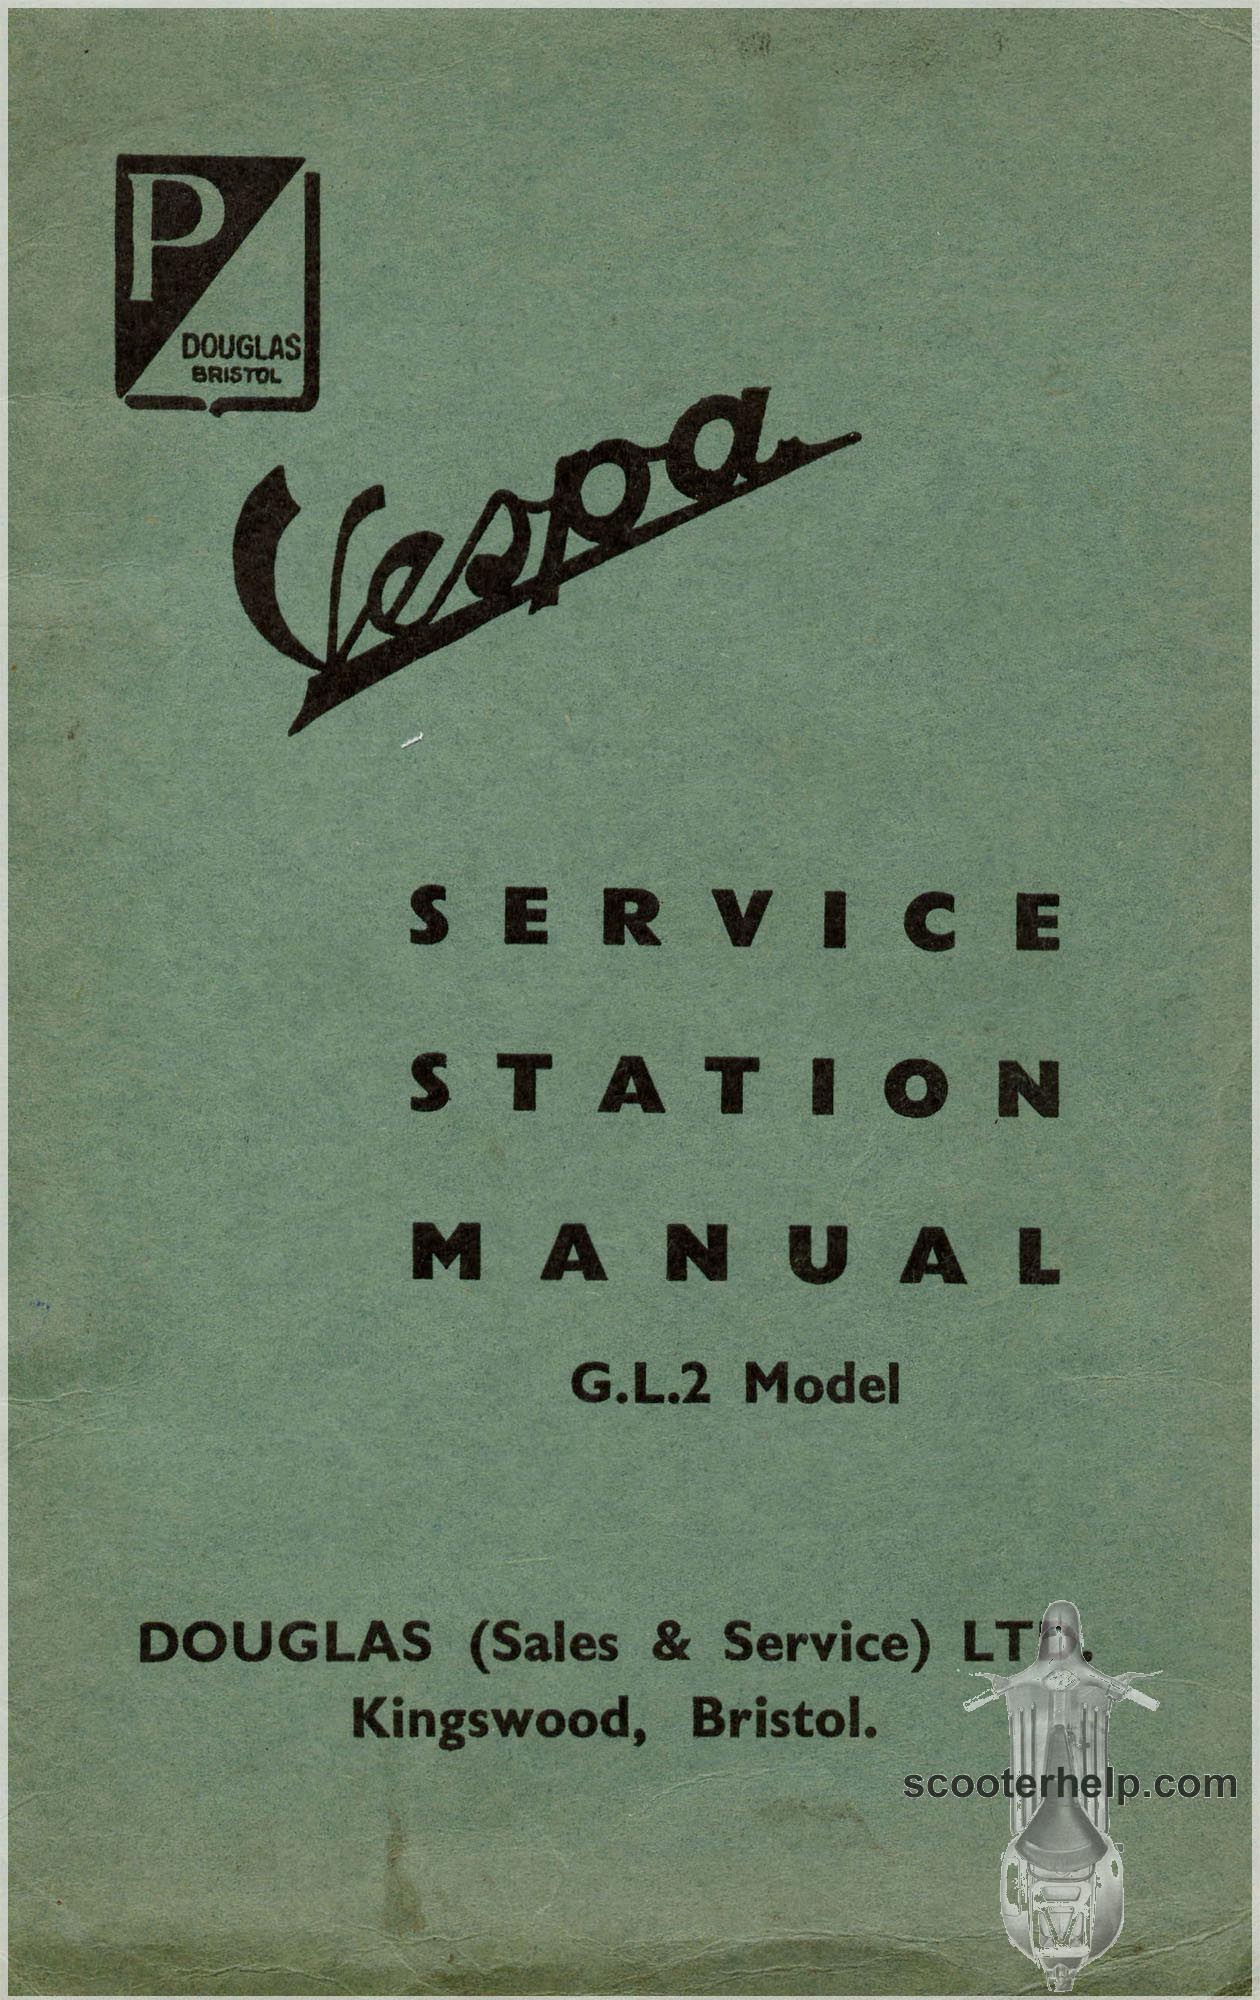 P
DOUGLAS
BRISTOL
Vespa
SERVICE
STATION
MANUAL
G.L.2 Model
DOUGLAS (Sales & Service) LTD.
Kingswood, Bristol.
scooterhelp.com